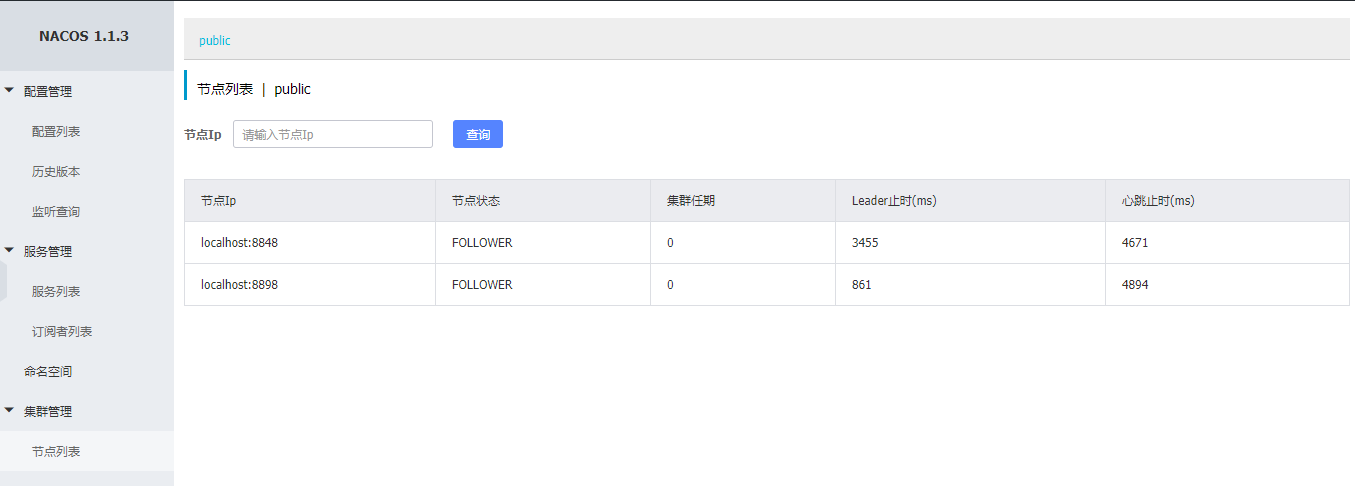 NACOS 1.1.3
配置管理
配置列表
历史版本
监听查询
服务管理
服务列表
订阅者列表
命名空间
集群管理
节点列表
public
节点列表 | public
节点Ip 请输入节点Ip 查询
节点Ip 节点状态 集群任期 Leader止时(ms) 心跳止时(ms)
localhost:8848 FOLLOWER 0 3455 4671
localhost:8898 FOLLOWER 0 861 4894